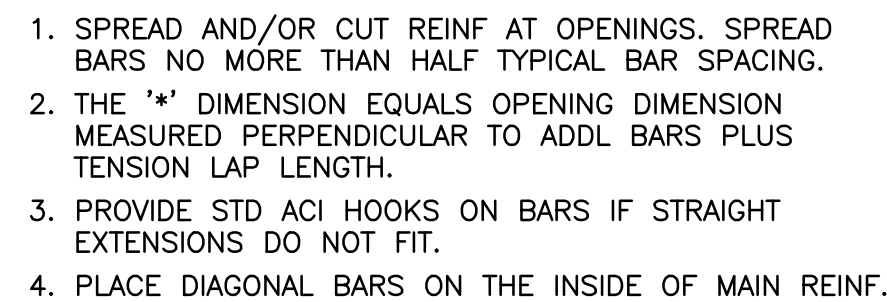 1. SPREAD AND/OR CUT REINF AT OPENINGS. SPREAD
BARS NO MORE THAN HALF TYPICAL BAR SPACING.
2. THE '*' DIMENSION EQUALS OPENING DIMENSION
MEASURED PERPENDICULAR TO ADDL BARS PLUS
TENSION LAP LENGTH.
3. PROVIDE STD ACI HOOKS ON BARS IF STRAIGHT
EXTENSIONS DO NOT FIT.
4. PLACE DIAGONAL BARS ON THE INSIDE OF MAIN REINF.